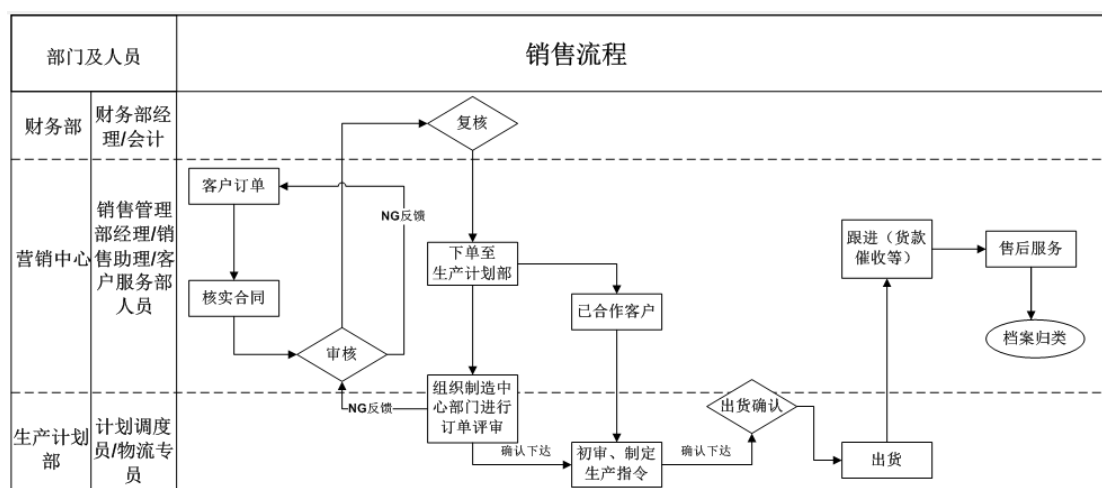 部门及人员
销售流程
财务部
财务部经
理/会计
复核
营销中心
销售管理
部经理/销
售助理/客
户服务部
人员
客户订单
NG反馈
核实合同
审核
下单至
生产计划部
已合作客户
跟进（货款
催收等）
售后服务
档案归类
生产计划
部
计划调度
员/物流专
员
NG反馈
组织制造中
心部门进行
订单评审
确认下达
初审、制定
生产指令
确认下达
出货确认
出货